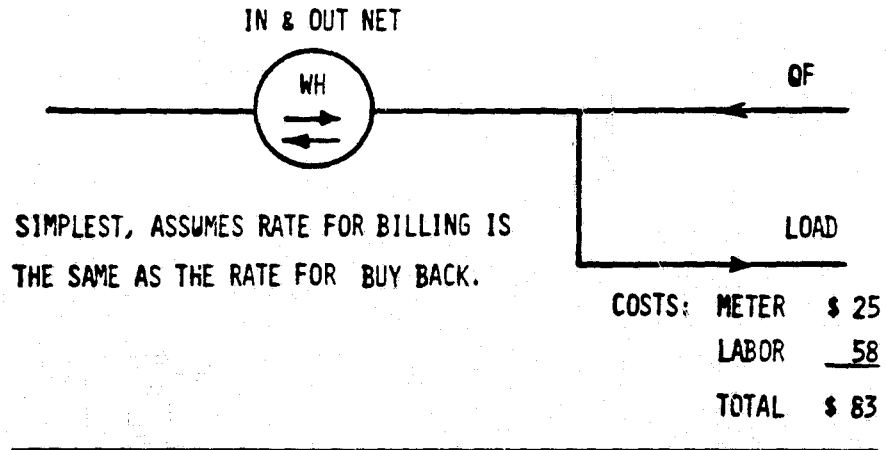 IN & OUT NET
WH
QF
SIMPLEST, ASSUMES RATE FOR BILLING IS
THE SAME AS THE RATE FOR BUY BACK.
LOAD
COSTS: METER $ 25
LABOR 58
TOTAL $ 83